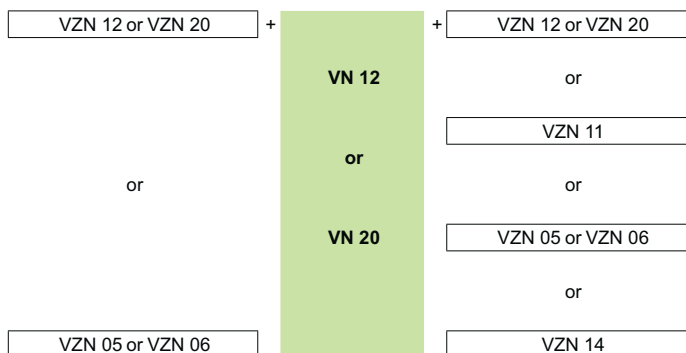 VZN 12 or VZN 20 + + VZN 12 or VZN 20
VN 12 or
VZN 11
or
or or
VN 20 VZN 05 or VZN 06
or
VZN 05 or VZN 06 VZN 14